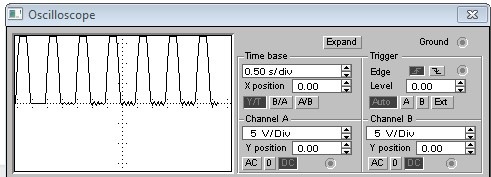 Oscilloscope
Expand
Ground
Time base
0.50 s/div
X position 0.00
Y/T B/A A/B
Trigger
Edge
Level 0.00
Auto A B Ext
Channel A
5 V/Div
Y position 0.00
AC 0 DC
Channel B
5 V/Div
Y position 0.00
AC 0 DC